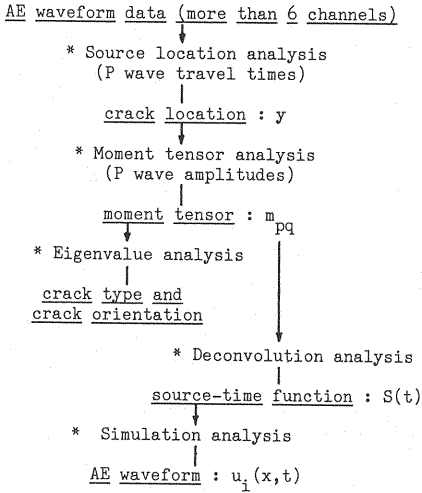 AE waveform data (more than 6 channels)
* Source location analysis
(P wave travel times)
crack location : y
* Moment tensor analysis
(P wave amplitudes)
moment tensor : mpq
* Eigenvalue analysis
crack type and
crack orientation
* Deconvolution analysis
source-time function : S(t)
* Simulation analysis
AE waveform : ui(x,t)